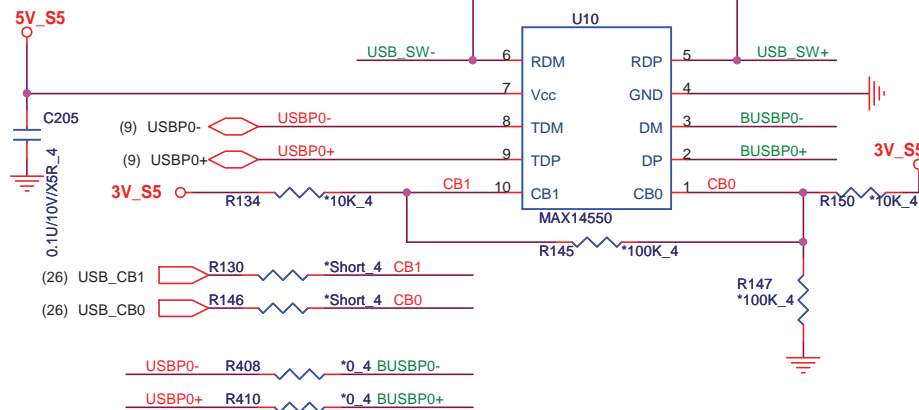 5V_S5
U10
USB_SW-
6
RDM
RDP
5
USB_SW+
7
Vcc
GND
4
C205
0.1U/10V/X5R_4
(9) USBP0-
USBP0-
8
TDM
DM
3
BUSBP0-
(9) USBP0+
USBP0+
9
TDP
DP
2
BUSBP0+
3V_S5
3V_S5
R134
*10K_4
CB1
10
CB1
CB0
1
CB0
R150
*10K_4
MAX14550
R145
*100K_4
(26) USB_CB1
R130
*Short_4
CB1
R147
*100K_4
(26) USB_CB0
R146
*Short_4
CB0
USBP0-
R408
*0_4
BUSBP0-
USBP0+
R410
*0_4
BUSBP0+